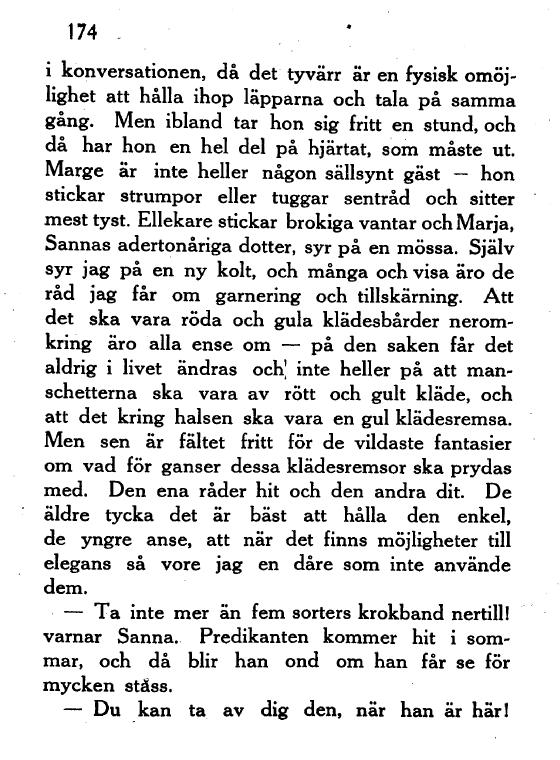 174
i konversationen, då det tyvärr är en fysisk omöj-
lighet att hålla ihop läpparna och tala på samma
gång. Men ibland tar hon sig fritt en stund, och
då har hon en hel del på hjärtat, som måste ut.
Marge är inte heller någon sällsynt gäst — hon
stickar strumpor eller tuggar sentråd och sitter
mest tyst. Ellekare stickar brokiga vantar och Marja,
Sannas adertonåriga dotter, syr på en mössa. Själv
syr jag på en ny kolt, och många och visa äro de
råd jag får om garnering och tillskärning. Att
det ska vara röda och gula klädesbårder nerom-
kring äro alla ense om — på den saken får det
aldrig i livet ändras och inte heller på att man-
schetterna ska vara av rött och gult kläde, och
att det kring halsen ska vara en gul klädesremsa.
Men sen är fältet fritt för de vildaste fantasier
om vad för ganser dessa klädesremsor ska prydas
med. Den ena råder hit och den andra dit. De
äldre tycka det är bäst att hålla den enkel,
de yngre anse, att när det finns möjligheter till
elegans så vore jag en dåre som inte använde
dem.
— Ta inte mer än fem sorters krokband nertill!
varnar Sanna. Predikanten kommer hit i som-
mar, och då blir han ond om han får se för
mycken ståss.
— Du kan ta av dig den, när han är här!